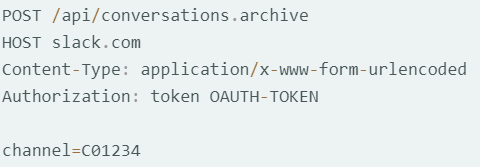 POST /api/conversations.archive
HOST slack.com
Content-Type: application/x-www-form-urlencoded
Authorization: token OAUTH-TOKEN

channel=C01234